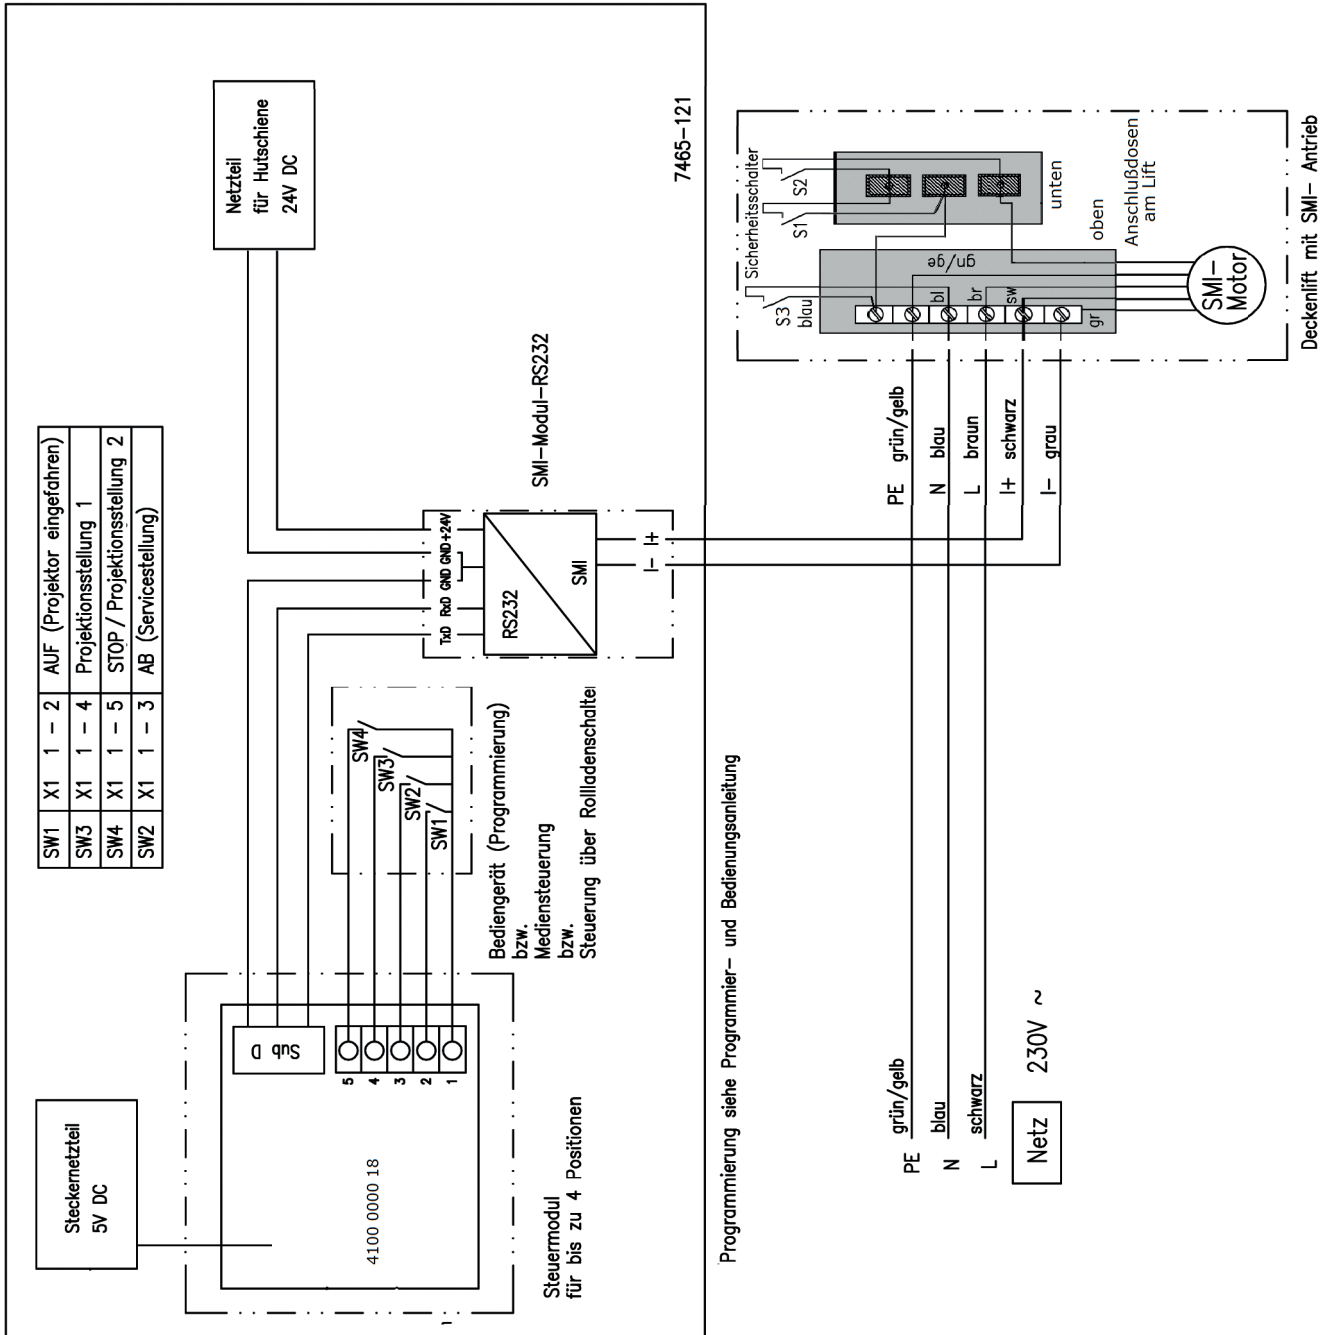 SW1 X1 1 - 2 AUF (Projektor eingefahren)
SW3 X1 1 - 4 Projektionsstellung 1
SW4 X1 1 - 5 STOP / Projektionsstellung 2
SW2 X1 1 - 3 AB (Servicestellung)
Steckernetzteil
5V DC
Netzteil
für Hutschiene
24V DC
Sub D
5
4
3
2
1
4100 0000 18
Steuermodul
für bis zu 4 Positionen
SW4
SW3
SW2
SW1
Bediengerät (Programmierung)
bzw.
Mediensteuerung
bzw.
Steuerung über Rollladenschalter
TxD RxD GND GND +24V
RS232
SMI
I- I+
SMI-Modul-RS232
7465-121
Programmierung siehe Programmier- und Bedienungsanleitung
PE grün/gelb
N blau
L schwarz
Netz 230V ~
PE grün/gelb
N blau
L braun
I+ schwarz
I- grau
Sicherheitsschalter
S3
blau
S1
S2
gn/ge
bl
br
sw
gr
unten
oben
Anschlußdosen
am Lift
SMI-
Motor
Deckenlift mit SMI- Antrieb